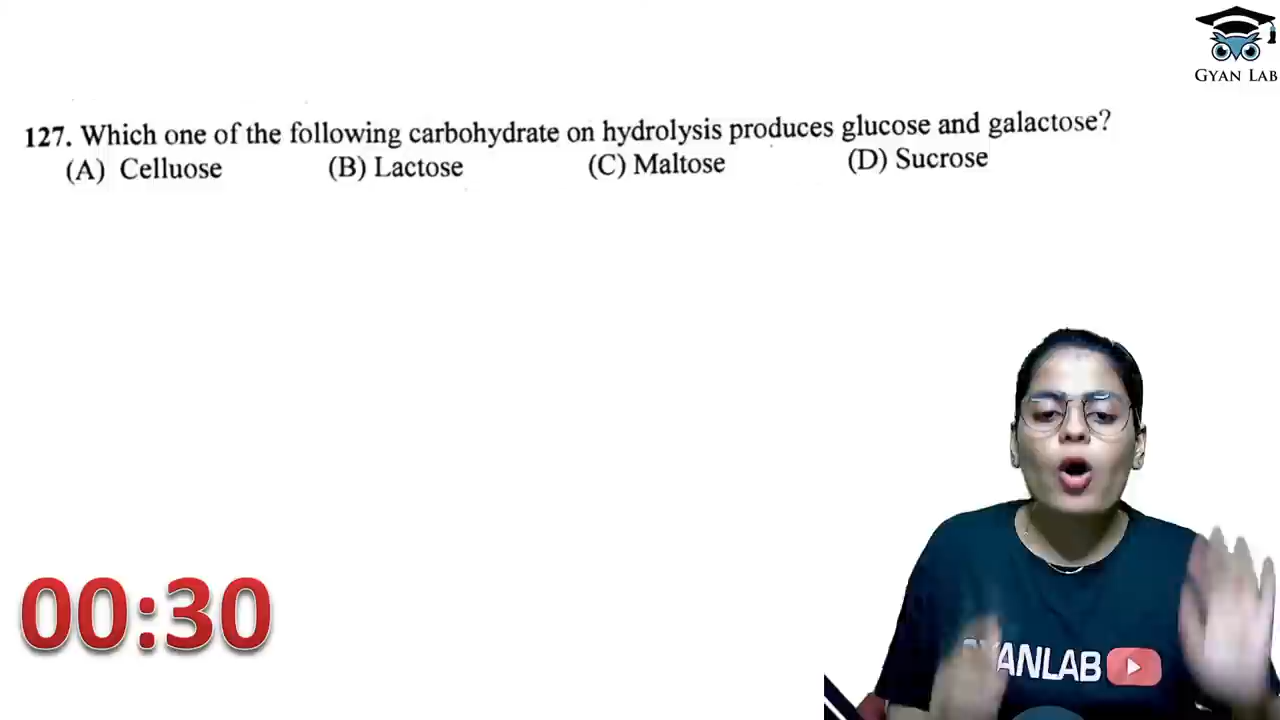 GYAN LAB
127. Which one of the following carbohydrate on hydrolysis produces glucose and galactose?
(A) Celluose (B) Lactose (C) Maltose (D) Sucrose
00:30
GYANLAB